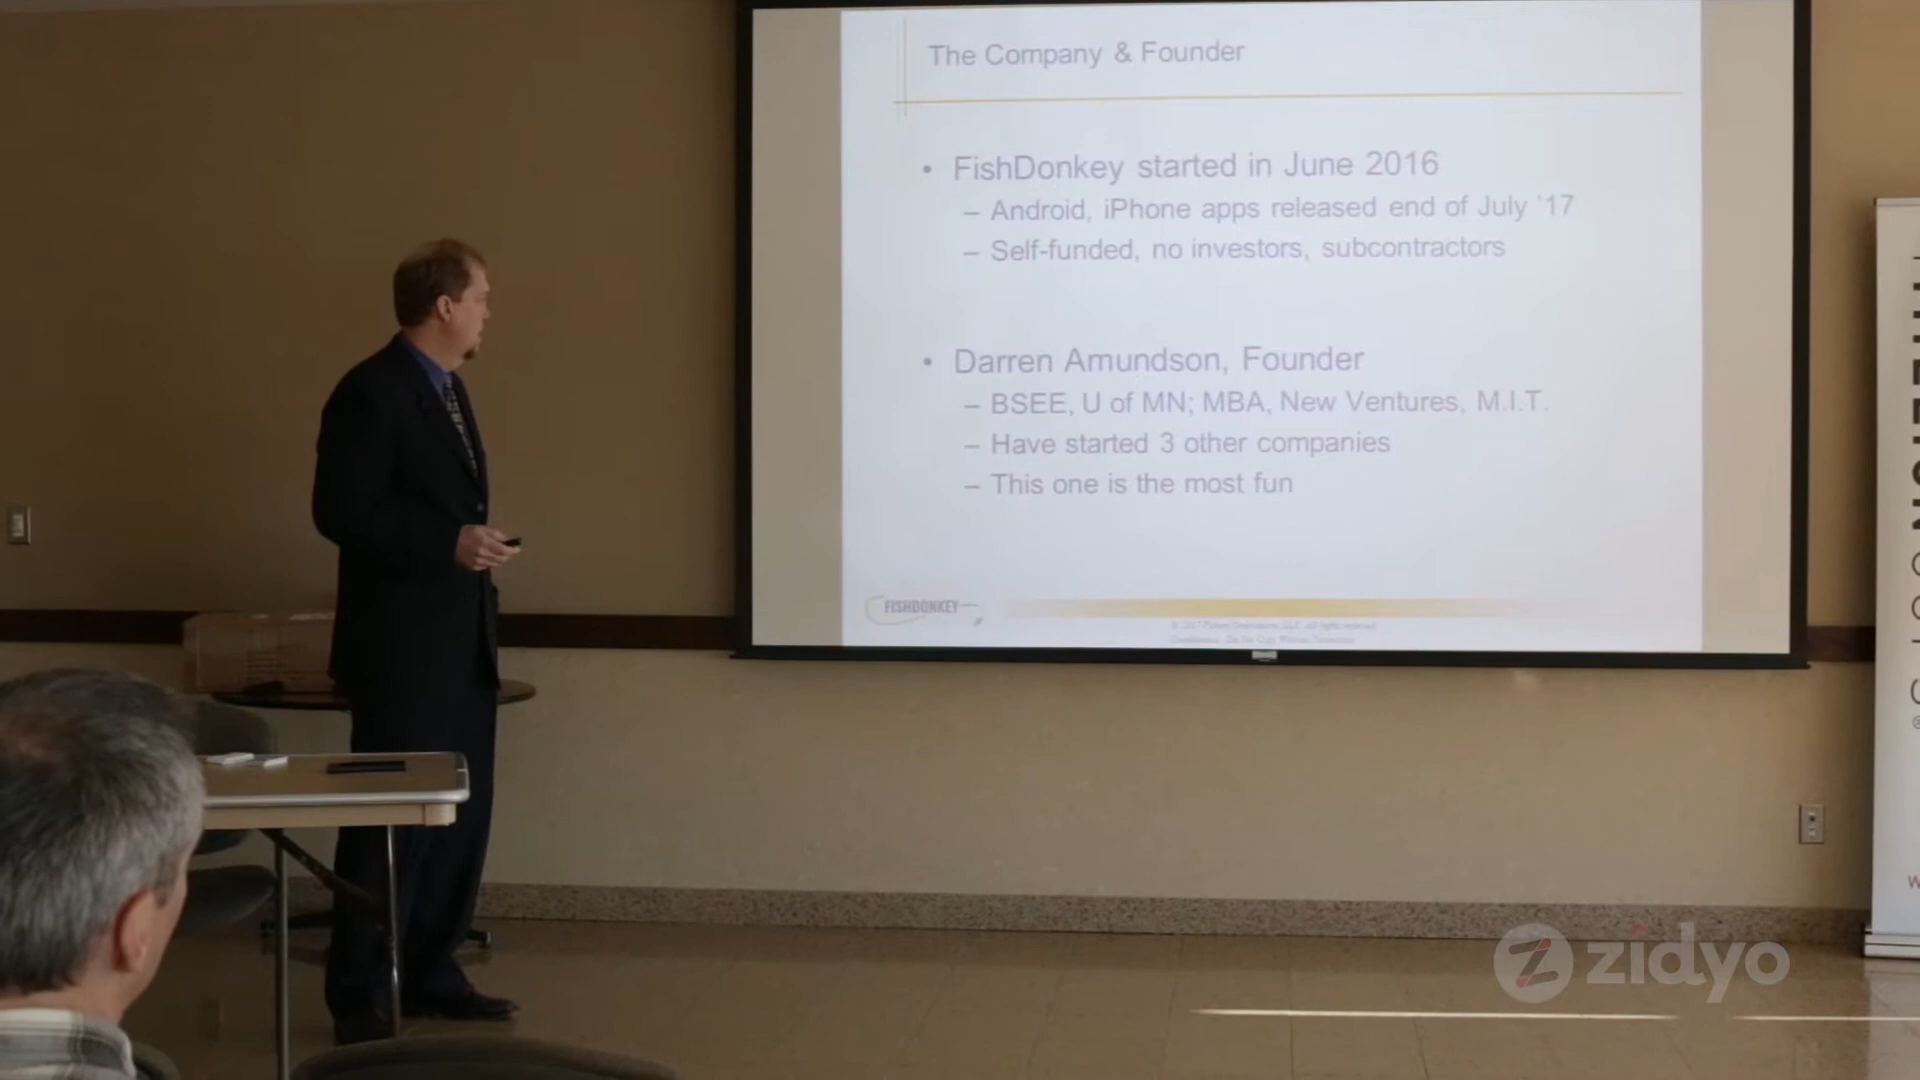 The Company & Founder
• FishDonkey started in June 2016
– Android, iPhone apps released end of July '17
– Self-funded, no investors, subcontractors
• Darren Amundson, Founder
– BSEE, U of MN; MBA, New Ventures, M.I.T.
– Have started 3 other companies
– This one is the most fun
FISHDONKEY
zidyo